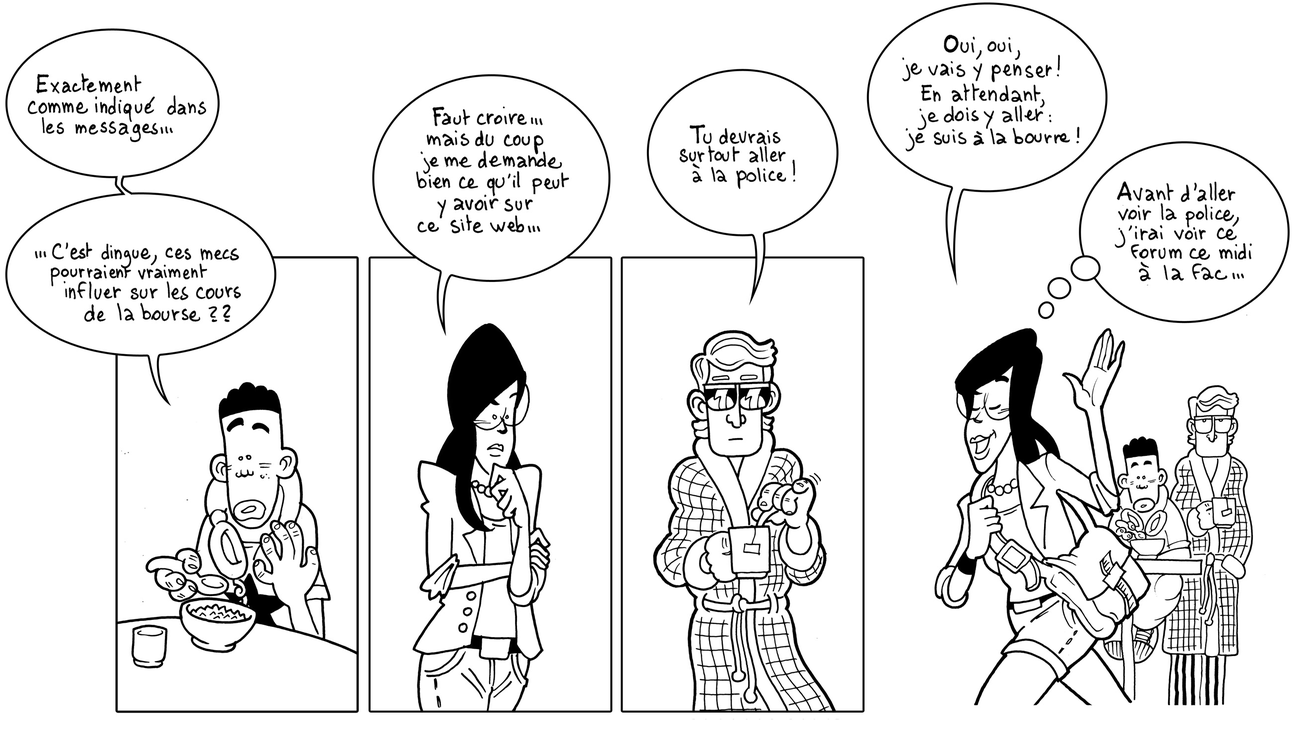 Exactement
comme indiqué dans
les messages...
... C'est dingue, ces mecs
pourraient vraiment
influer sur les cours
de la bourse ??
Faut croire...
mais du coup
je me demande
bien ce qu'il peut
y avoir sur
ce site web...
Tu devrais
surtout aller
à la police !
Oui, oui,
je vais y penser !
En attendant,
je dois y aller :
je suis à la bourre !
Avant d'aller
voir la police,
j'irai voir ce
forum ce midi
à la fac...